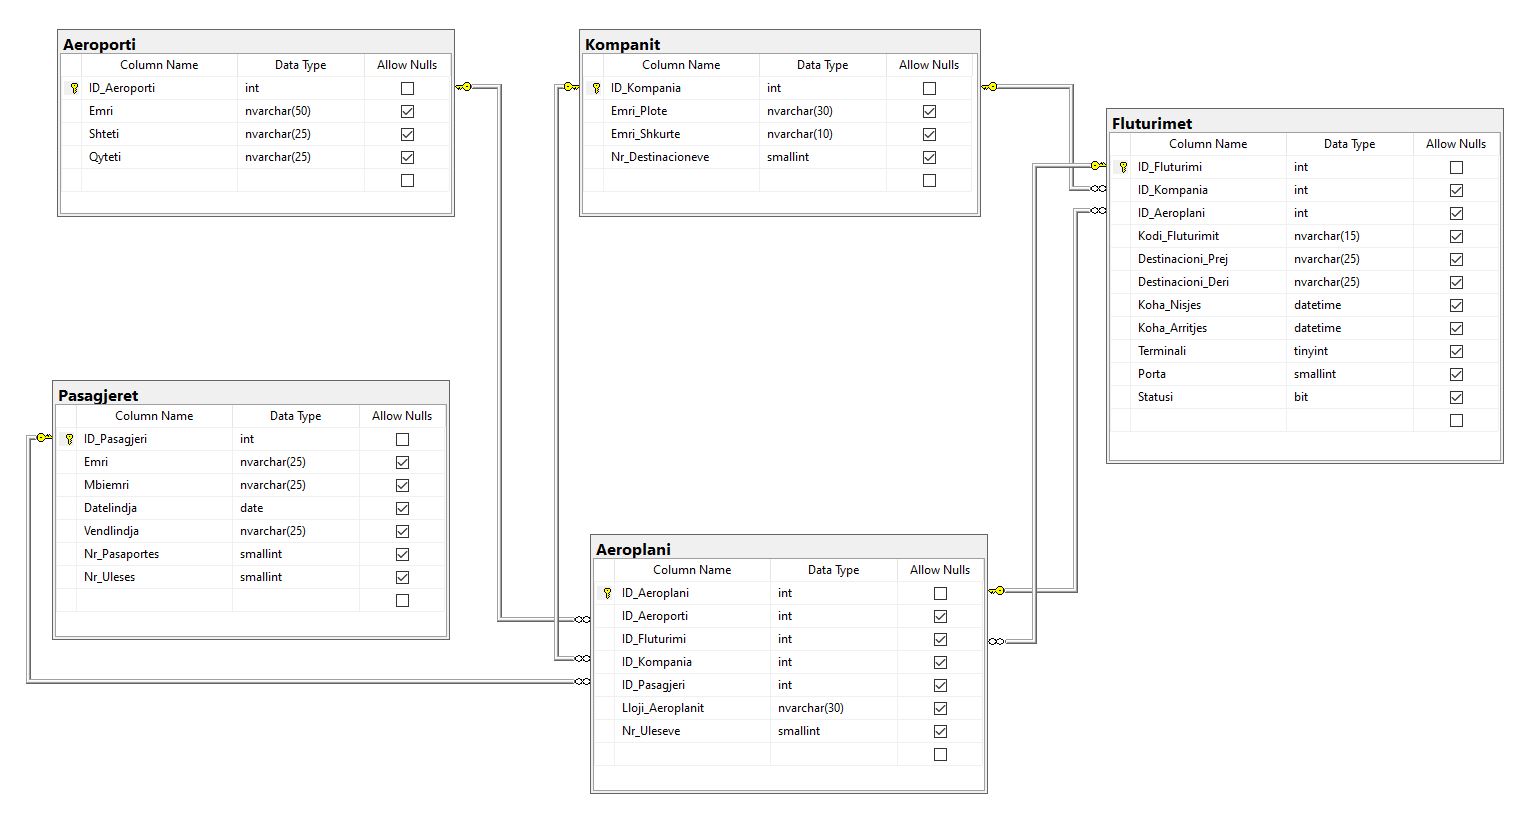 Aeroporti
Column Name Data Type Allow Nulls
ID_Aeroporti int
Emri nvarchar(50)
Shteti nvarchar(25)
Qyteti nvarchar(25)
Kompanit
Column Name Data Type Allow Nulls
ID_Kompania int
Emri_Plote nvarchar(30)
Emri_Shkurte nvarchar(10)
Nr_Destinacioneve smallint
Fluturimet
Column Name Data Type Allow Nulls
ID_Fluturimi int
ID_Kompania int
ID_Aeroplani int
Kodi_Fluturimit nvarchar(15)
Destinacioni_Prej nvarchar(25)
Destinacioni_Deri nvarchar(25)
Koha_Nisjes datetime
Koha_Arritjes datetime
Terminali tinyint
Porta smallint
Statusi bit
Pasagjeret
Column Name Data Type Allow Nulls
ID_Pasagjeri int
Emri nvarchar(25)
Mbiemri nvarchar(25)
Datelindja date
Vendlindja nvarchar(25)
Nr_Pasaportes smallint
Nr_Uleses smallint
Aeroplani
Column Name Data Type Allow Nulls
ID_Aeroplani int
ID_Aeroporti int
ID_Fluturimi int
ID_Kompania int
ID_Pasagjeri int
Lloji_Aeroplanit nvarchar(30)
Nr_Uleseve smallint